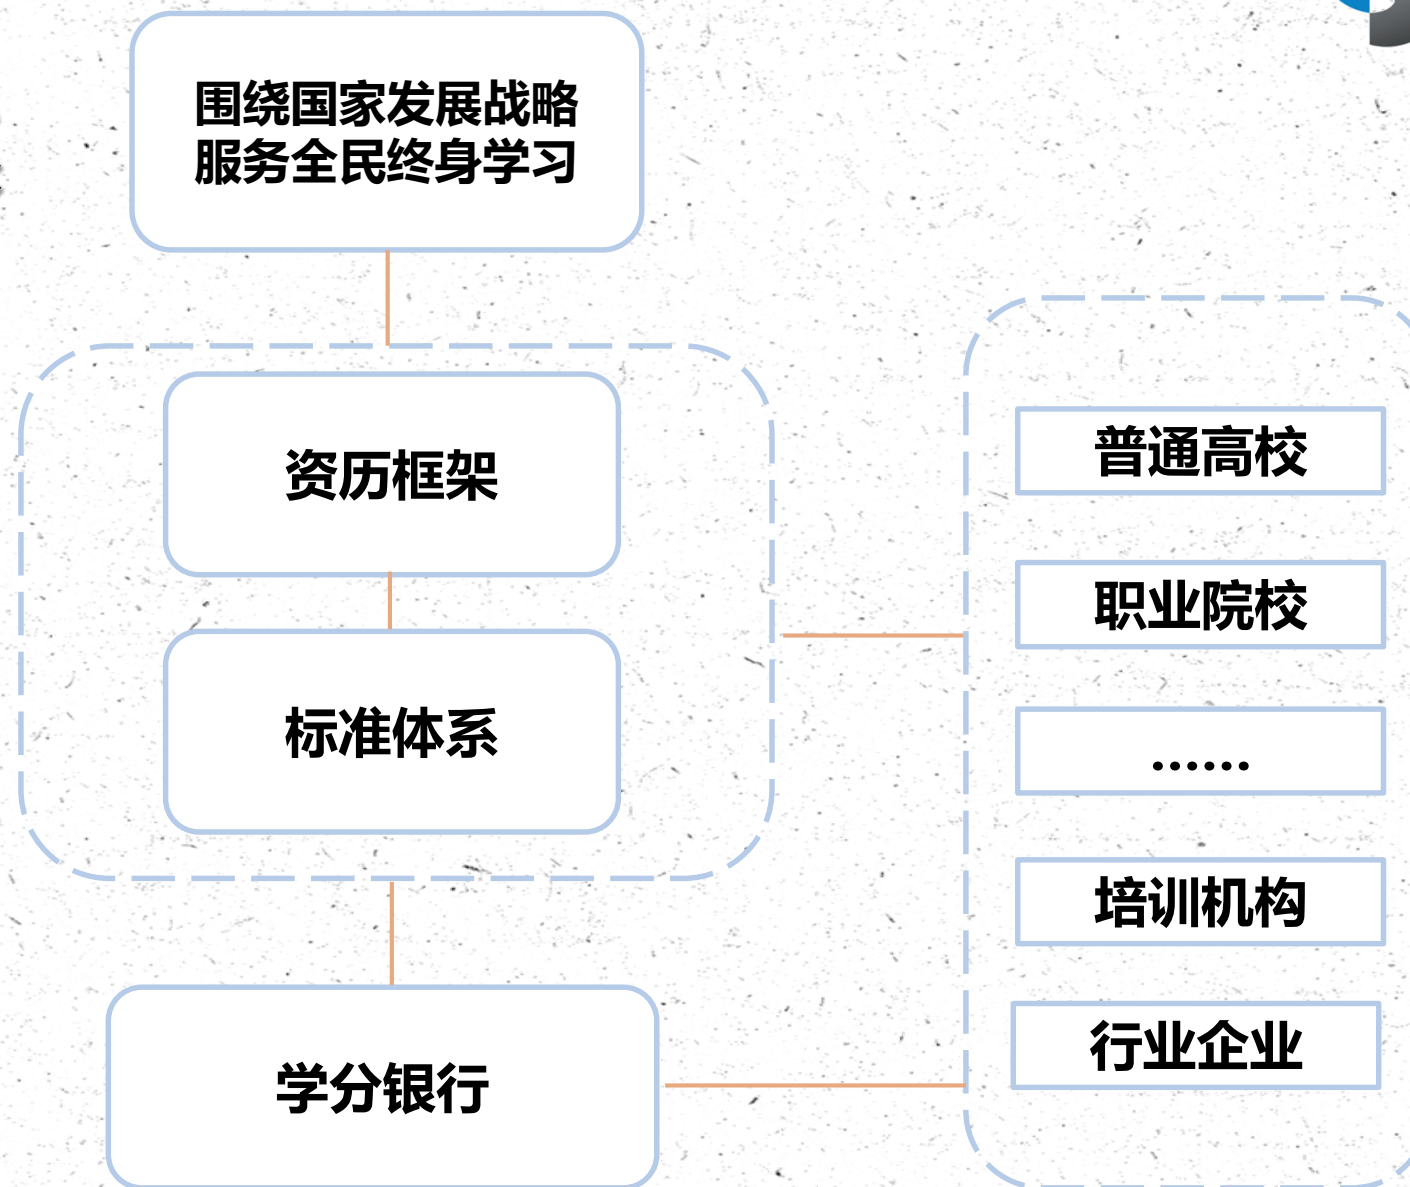 围绕国家发展战略
服务全民终身学习
资历框架
标准体系
学分银行
普通高校
职业院校
......
培训机构
行业企业